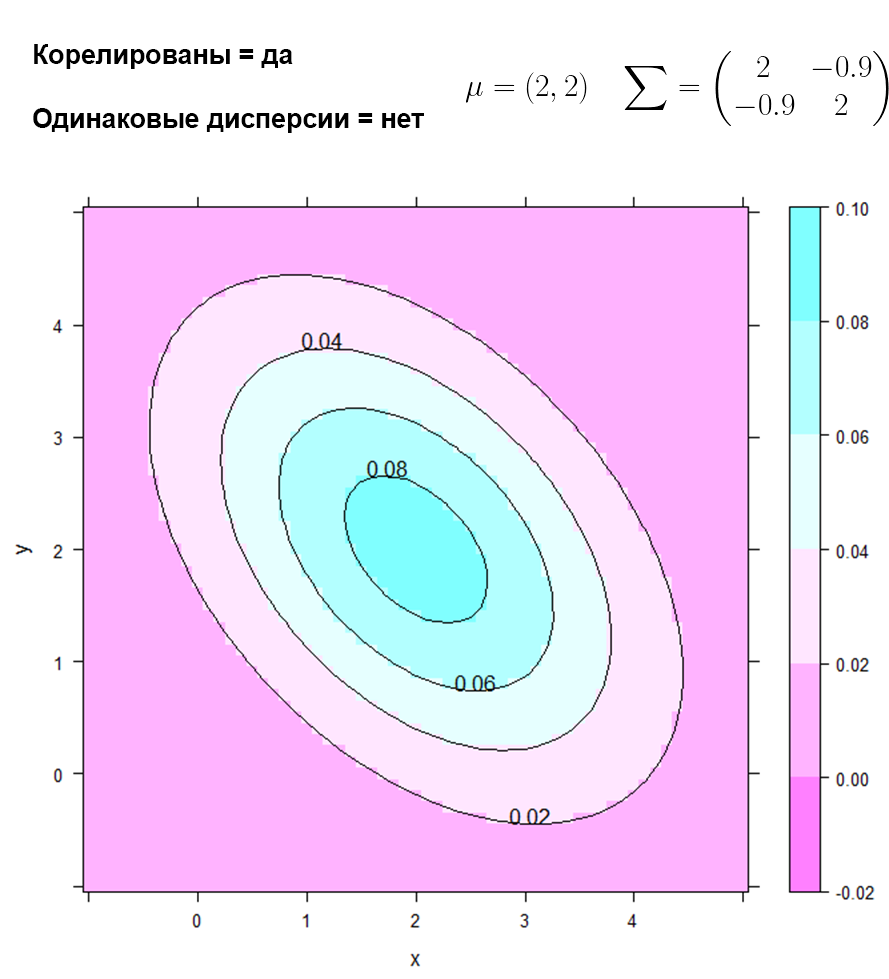 Корелированы = да
μ = (2, 2) ∑ = ( 2 −0.9
−0.9 2 )
Одинаковые дисперсии = нет
0.10
0.08
0.06
0.04
0.02
0.00
-0.02
4
3
2
1
0
y
0.04
0.08
0.06
0.02
0 1 2 3 4
x